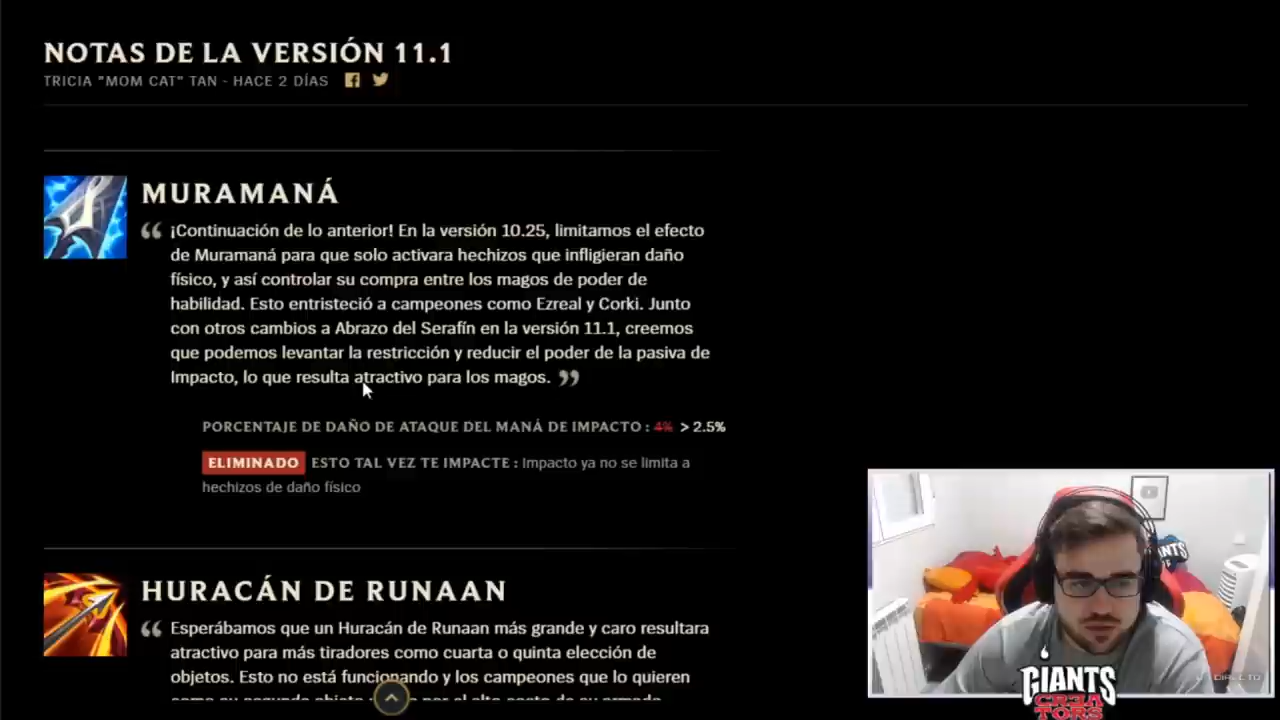 NOTAS DE LA VERSIÓN 11.1
TRICIA "MOM CAT" TAN - HACE 2 DÍAS
MURAMANÁ
“ ¡Continuación de lo anterior! En la versión 10.25, limitamos el efecto
de Muramaná para que solo activara hechizos que infligieran daño
físico, y así controlar su compra entre los magos de poder de
habilidad. Esto entristeció a campeones como Ezreal y Corki. Junto
con otros cambios a Abrazo del Serafín en la versión 11.1, creemos
que podemos levantar la restricción y reducir el poder de la pasiva de
Impacto, lo que resulta atractivo para los magos. ”
PORCENTAJE DE DAÑO DE ATAQUE DEL MANÁ DE IMPACTO : 4% > 2.5%
ELIMINADO ESTO TAL VEZ TE IMPACTE : Impacto ya no se limita a
hechizos de daño físico
HURACÁN DE RUNAAN
“ Esperábamos que un Huracán de Runaan más grande y caro resultara
atractivo para más tiradores como cuarta o quinta elección de
objetos. Esto no está funcionando y los campeones que lo quieren
GIANTS
CREATORS
DIRECTO